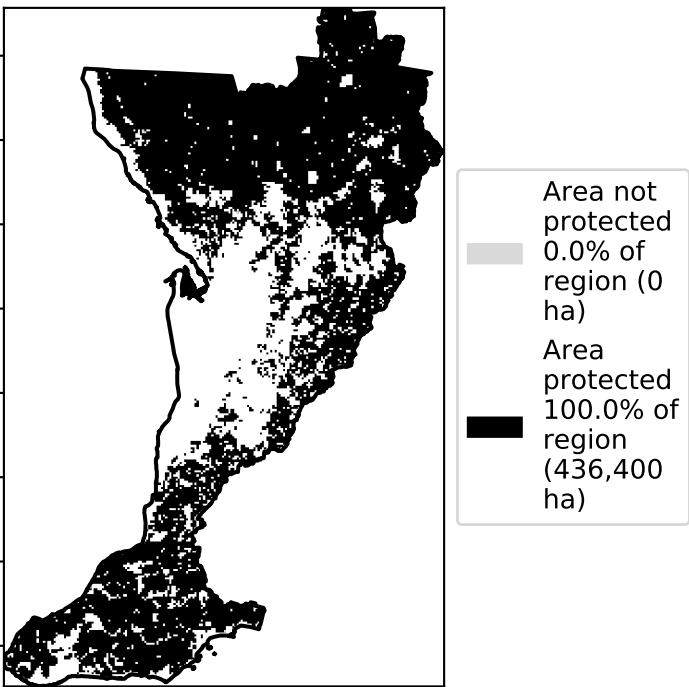 Area not
protected
0.0% of
region (0
ha)
Area
protected
100.0% of
region
(436,400
ha)